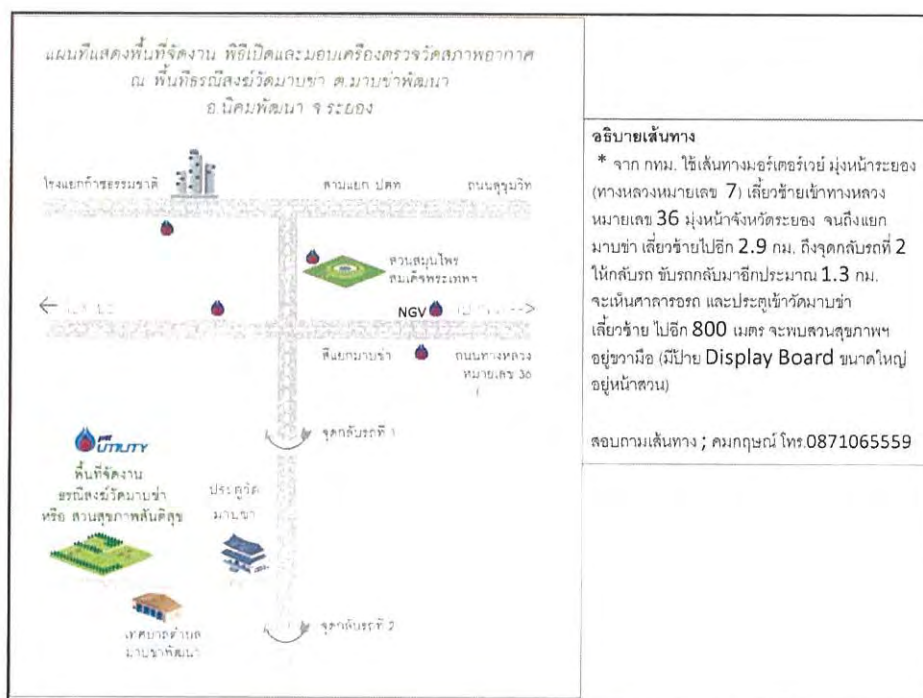 แผนที่แสดงพื้นที่จัดงาน พิธีเปิดและมอบเครื่องตรวจวัดสภาพอากาศ
ณ พื้นที่ธรณีสงฆ์วัดมาบข่า ต.มาบข่าพัฒนา
อ.นิคมพัฒนา จ.ระยอง
โรงแยกก๊าซธรรมชาติ
สามแยก ปตท
ถนนสุขุมวิท
สวนสมุนไพร
สมเด็จพระเทพฯ
NGV
สี่แยกมาบข่า
ถนนทางหลวง
หมายเลข 36
จุดกลับรถที่ 1
ptt
UTILITY
พื้นที่จัดงาน
ธรณีสงฆ์วัดมาบข่า
หรือ สวนสุขภาพสันติสุข
ประตูวัด
มาบข่า
เทศบาลตำบล
มาบข่าพัฒนา
จุดกลับรถที่ 2
อธิบายเส้นทาง
* จาก กทม. ใช้เส้นทางมอร์เตอร์เวย์ มุ่งหน้าระยอง
(ทางหลวงหมายเลข 7) เลี้ยวซ้ายเข้าทางหลวง
หมายเลข 36 มุ่งหน้าจังหวัดระยอง จนถึงแยก
มาบข่า เลี้ยวซ้ายไปอีก 2.9 กม. ถึงจุดกลับรถที่ 2
ให้กลับรถ ขับรถกลับมาอีกประมาณ 1.3 กม.
จะเห็นศาลารอรถ และประตูเข้าวัดมาบข่า
เลี้ยวซ้าย ไปอีก 800 เมตร จะพบสวนสุขภาพฯ
อยู่ขวามือ (มีป้าย Display Board ขนาดใหญ่
อยู่หน้าสวน)
สอบถามเส้นทาง ; คมกฤษณ์ โทร.0871065559